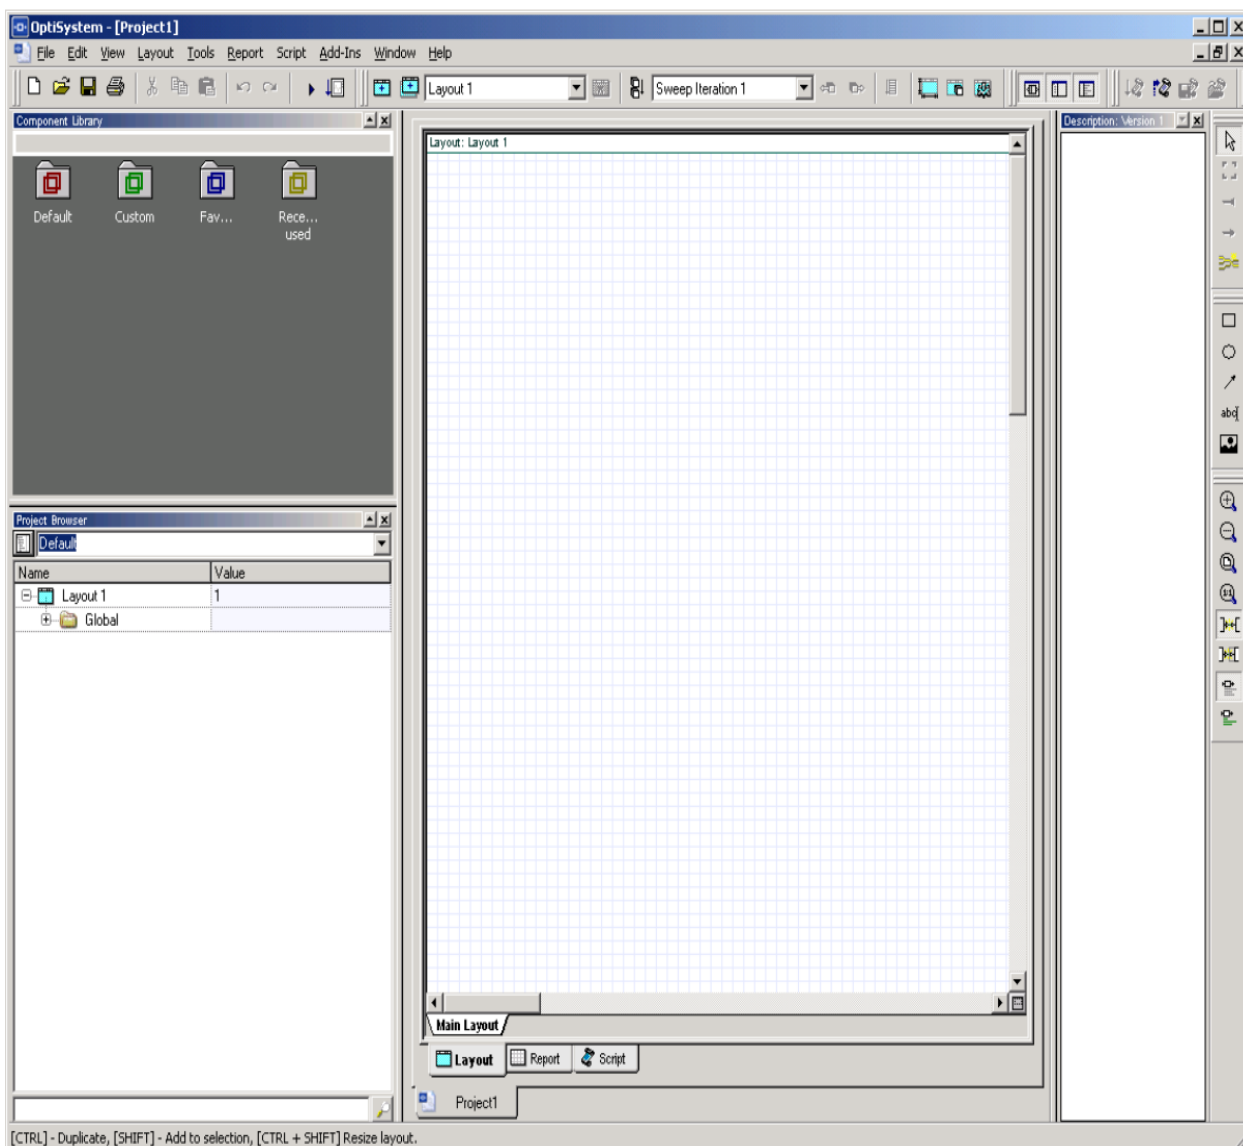 OptiSystem - [Project1]
File Edit View Layout Tools Report Script Add-Ins Window Help
Layout 1
Sweep Iteration 1
Component Library
Default
Custom
Fav...
Rece...
used
Layout: Layout 1
Description: Version 1
abc
1:1
Project Browser
Default
Name Value
Layout 1 1
Global
Main Layout
Layout Report Script
Project1
[CTRL] - Duplicate, [SHIFT] - Add to selection, [CTRL + SHIFT] Resize layout.